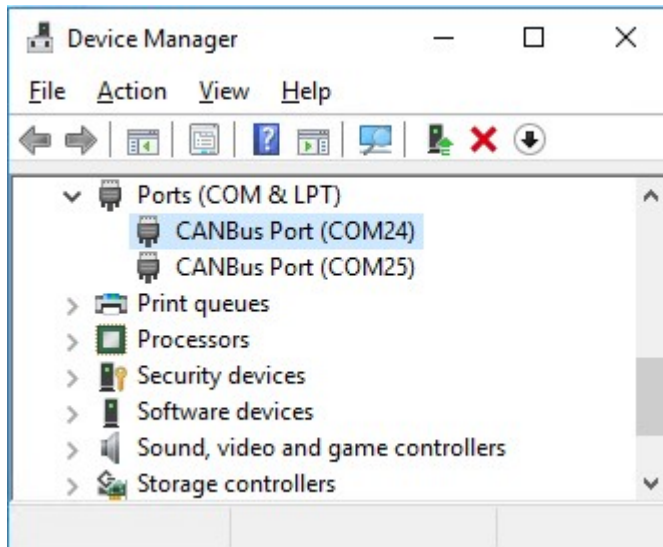 Device Manager
File Action View Help
Ports (COM & LPT)
CANBus Port (COM24)
CANBus Port (COM25)
Print queues
Processors
Security devices
Software devices
Sound, video and game controllers
Storage controllers